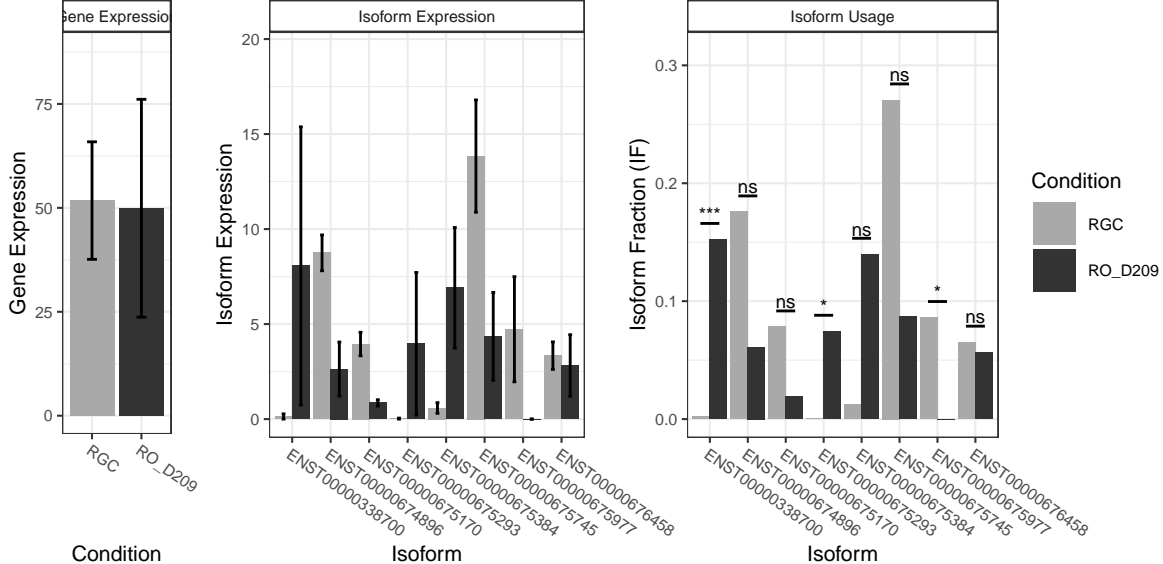 Gene Expression
Isoform Expression
Isoform Usage
Gene Expression
75
50
25
0
RGC
RO_D209
Condition
Isoform Expression
20
15
10
5
0
ENST00000338700
ENST00000674896
ENST00000675170
ENST00000675293
ENST00000675384
ENST00000675745
ENST00000675977
ENST00000676458
Isoform
Isoform Fraction (IF)
0.3
0.2
0.1
0.0
***
ns
ns
*
ns
ns
*
ns
ENST00000338700
ENST00000674896
ENST00000675170
ENST00000675293
ENST00000675384
ENST00000675745
ENST00000675977
ENST00000676458
Isoform
Condition
RGC
RO_D209